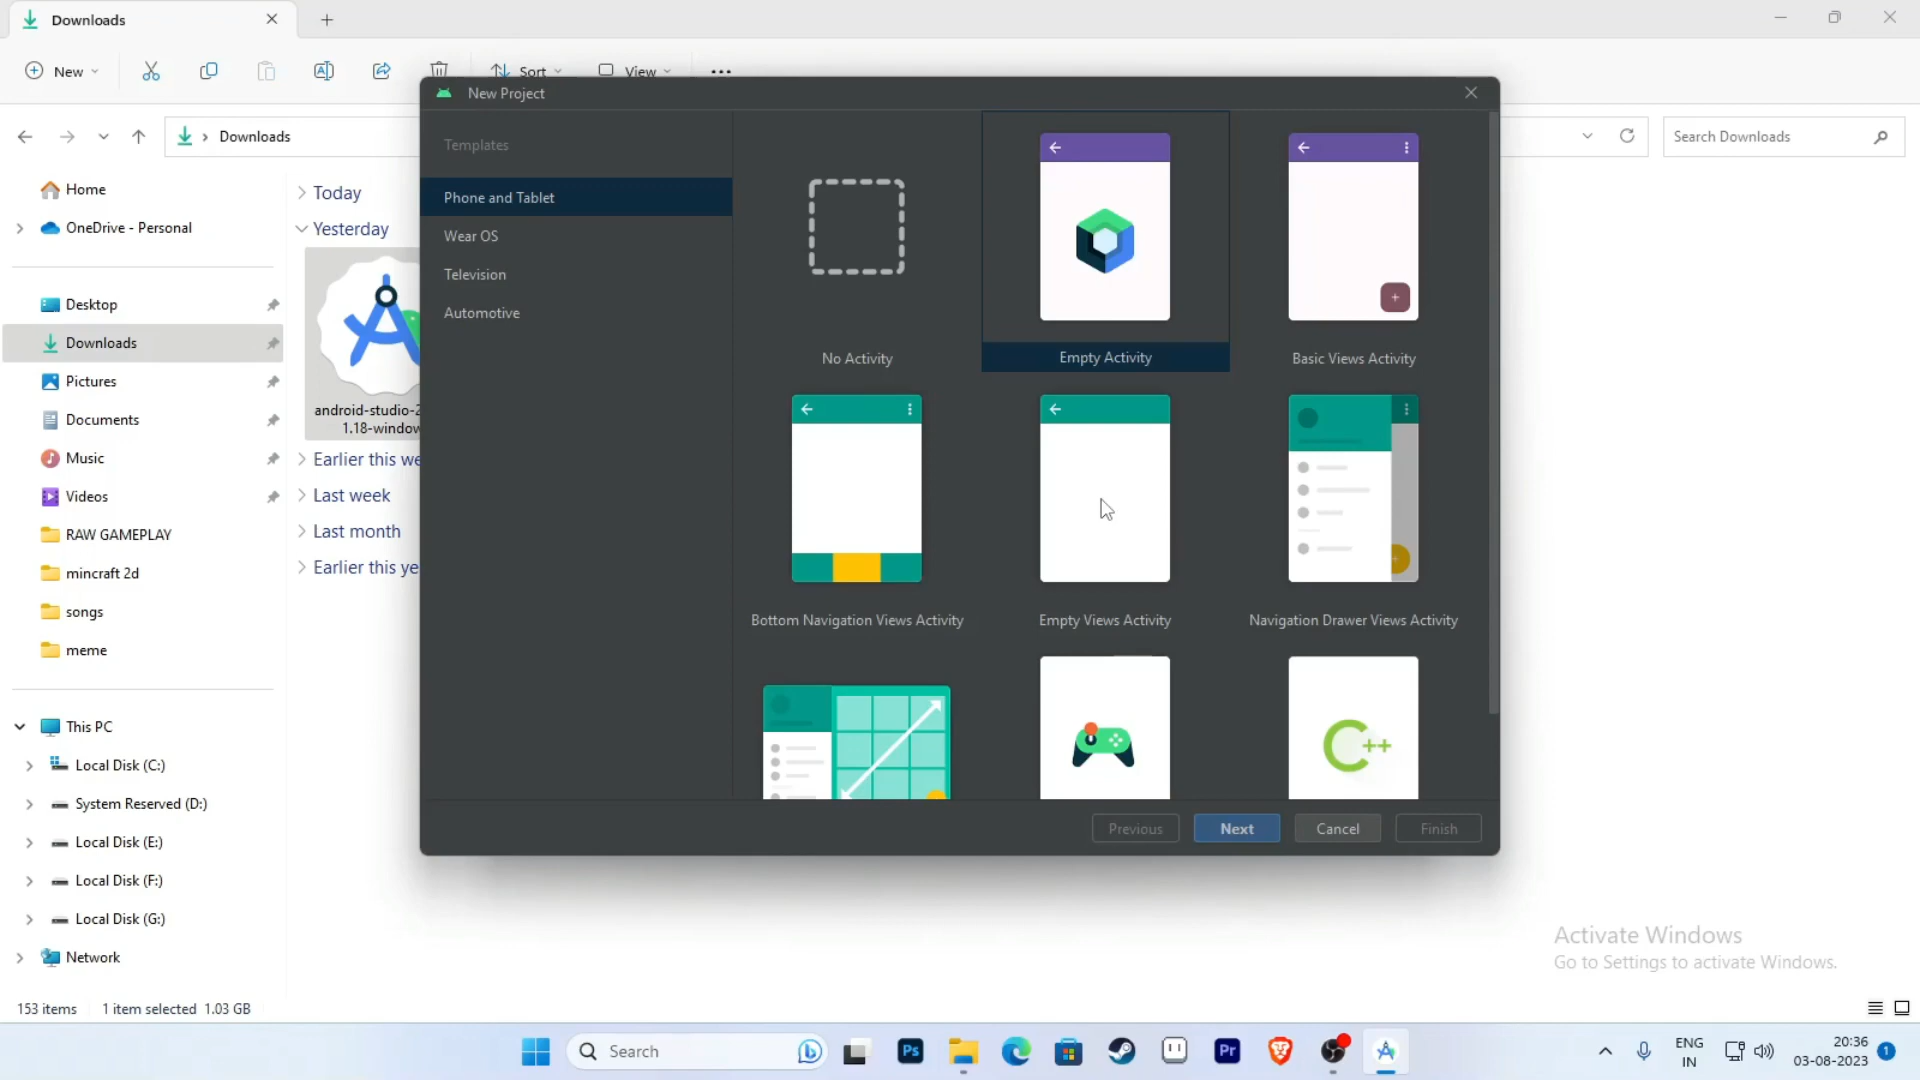 Downloads
New
Sort
View
Downloads
Search Downloads
Home
OneDrive - Personal
Desktop
Downloads
Pictures
Documents
Music
Videos
RAW GAMEPLAY
mincraft 2d
songs
meme
This PC
Local Disk (C:)
System Reserved (D:)
Local Disk (E:)
Local Disk (F:)
Local Disk (G:)
Network
Today
Yesterday
android-studio-2
1.18-window
Earlier this we
Last week
Last month
Earlier this ye
New Project
Templates
Phone and Tablet
Wear OS
Television
Automotive
No Activity
Empty Activity
Basic Views Activity
Bottom Navigation Views Activity
Empty Views Activity
Navigation Drawer Views Activity
C++
Previous
Next
Cancel
Finish
Activate Windows
Go to Settings to activate Windows.
153 items
1 item selected 1.03 GB
Search
Ps
Pr
ENG
IN
20:36
03-08-2023
1